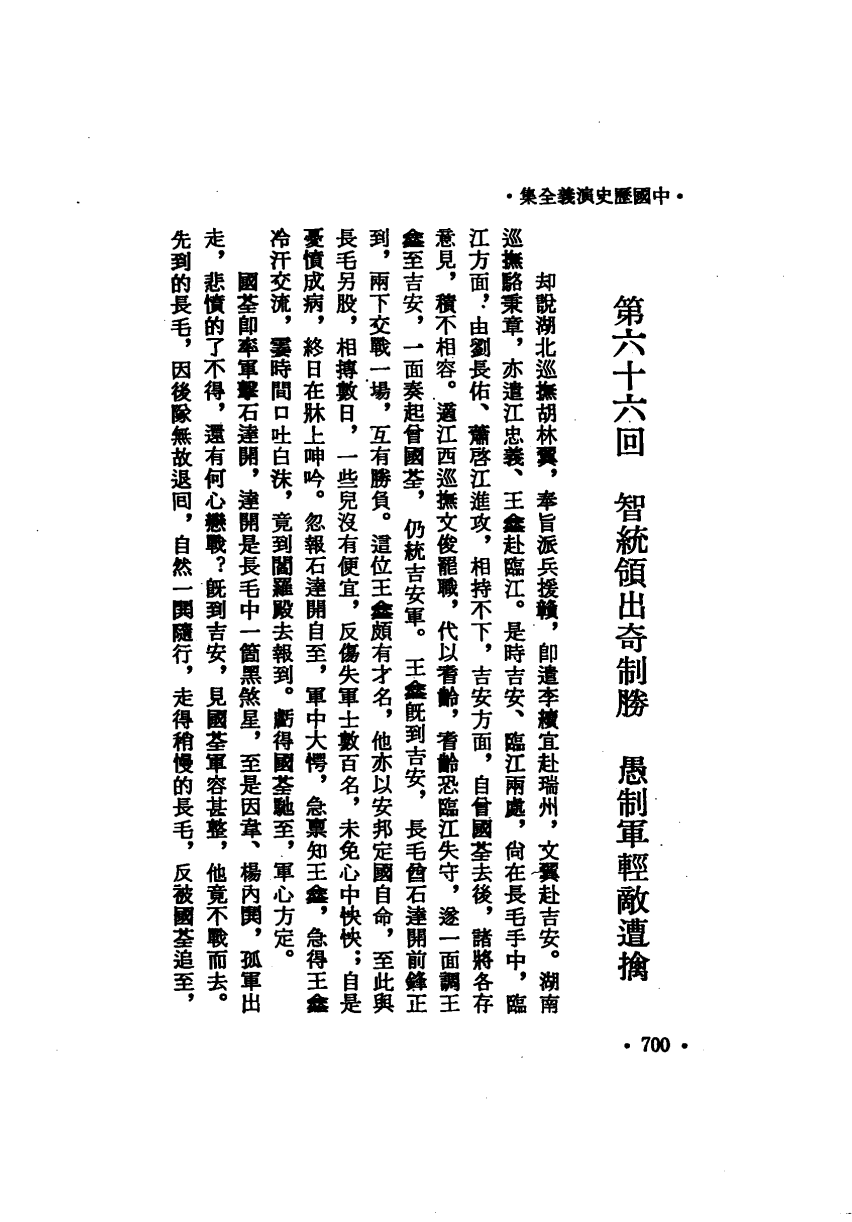 ・中國歷史演義全集・
第六十六回　智統領出奇制勝　愚制軍輕敵遭擒
却說湖北巡撫胡林翼，奉旨派兵援贛，卽遣李續宜赴瑞州，文翼赴吉安。湖南
巡撫駱秉章，亦遣江忠義、王鑫赴臨江。是時吉安、臨江兩處，尙在長毛手中，臨
江方面，由劉長佑、蕭啓江進攻，相持不下，吉安方面，自曾國荃去後，諸將各存
意見，積不相容。適江西巡撫文俊罷職，代以耆齡，耆齡恐臨江失守，遂一面調王
鑫至吉安，一面奏起曾國荃，仍統吉安軍。王鑫旣到吉安，長毛酋石達開前鋒正
到，兩下交戰一場，互有勝負。這位王鑫頗有才名，他亦以安邦定國自命，至此與
長毛另股，相搏數日，一些兒沒有便宜，反傷失軍士數百名，未免心中怏怏；自是
憂憤成病，終日在牀上呻吟。忽報石達開自至，軍中大愕，急稟知王鑫，急得王鑫
冷汗交流，霎時間口吐白沫，竟到閻羅殿去報到。虧得國荃馳至，軍心方定。
國荃卽率軍擊石達開，達開是長毛中一箇黑煞星，至是因韋、楊內鬨，孤軍出
走，悲憤的了不得，還有何心戀戰？旣到吉安，見國荃軍容甚整，他竟不戰而去。
先到的長毛，因後隊無故退囘，自然一鬨隨行，走得稍慢的長毛，反被國荃追至，
・700・